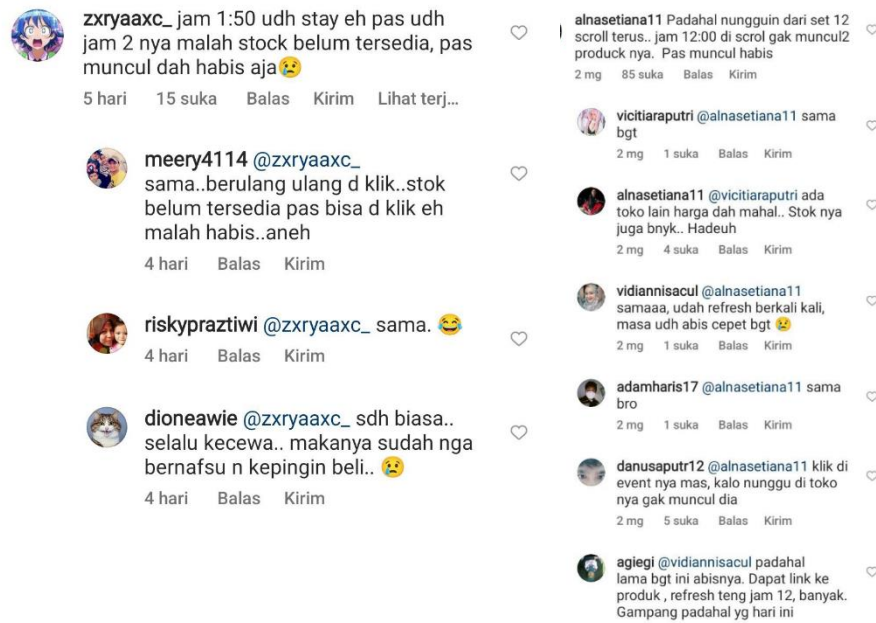 zxryaaxc_ jam 1:50 udh stay eh pas udh
jam 2 nya malah stock belum tersedia, pas
muncul dah habis aja😢
5 hari 15 suka Balas Kirim Lihat terj...
meery4114 @zxryaaxc_
sama..berulang ulang d klik..stok
belum tersedia pas bisa d klik eh
malah habis..aneh
4 hari Balas Kirim
riskypraztiwi @zxryaaxc_ sama. 😂
4 hari Balas Kirim
dioneawie @zxryaaxc_ sdh biasa..
selalu kecewa.. makanya sudah nga
bernafsu n kepingin beli.. 😢
4 hari Balas Kirim
alnasetiana11 Padahal nungguin dari set 12
scroll terus.. jam 12:00 di scrol gak muncul2
produck nya. Pas muncul habis
2 mg 85 suka Balas Kirim
vicitiaraputri @alnasetiana11 sama
bgt
2 mg 1 suka Balas Kirim
alnasetiana11 @vicitiaraputri ada
toko lain harga dah mahal.. Stok nya
juga bnyk.. Hadeuh
2 mg 4 suka Balas Kirim
vidiannisacul @alnasetiana11
samaaa, udah refresh berkali kali,
masa udh abis cepet bgt 😢
2 mg 1 suka Balas Kirim
adamharis17 @alnasetiana11 sama
bro
2 mg 1 suka Balas Kirim
danusaputr12 @alnasetiana11 klik di
event nya mas, kalo nunggu di toko
nya gak muncul dia
2 mg 5 suka Balas Kirim
agiegi @vidiannisacul padahal
lama bgt ini abisnya. Dapat link ke
produk , refresh teng jam 12, banyak.
Gampang padahal yg hari ini